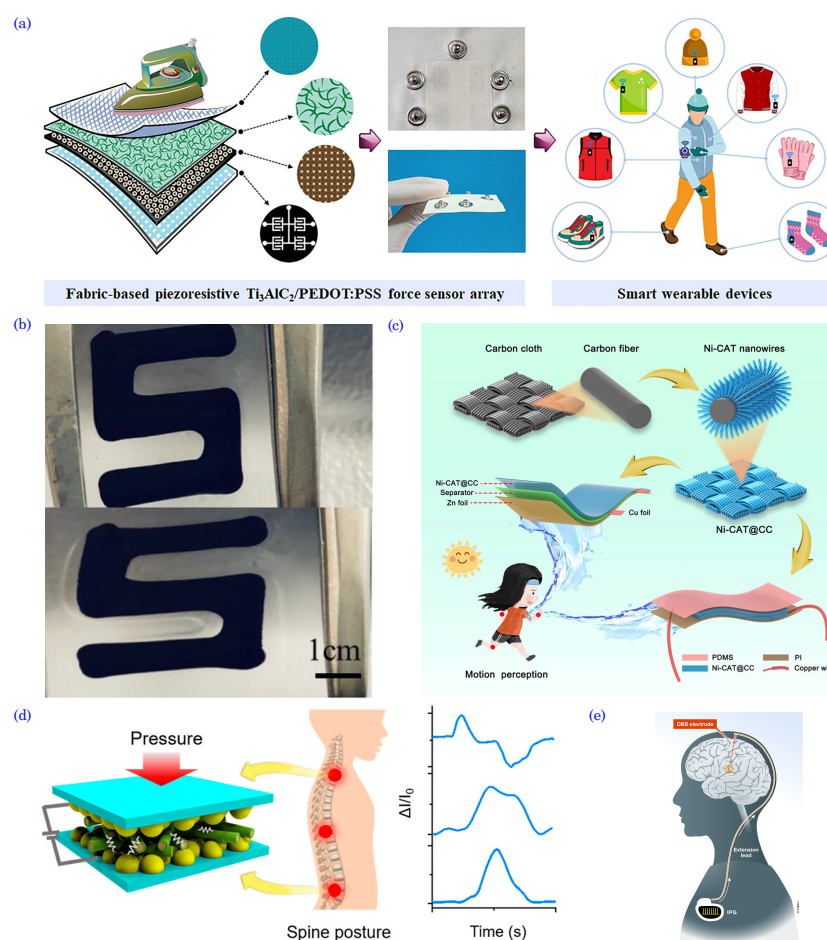 (a)
Fabric-based piezoresistive Ti₃AlC₂/PEDOT:PSS force sensor array
Smart wearable devices
(b)
1cm
(c)
Carbon cloth
Carbon fiber
Ni-CAT nanowires
Ni-CAT@CC
Separator
Zn foil
Cu foil
Ni-CAT@CC
Motion perception
PDMS
PI
Ni-CAT@CC
Copper wi
(d)
Pressure
Spine posture
ΔI/I₀
Time (s)
(e)
DBS electrode
Extension
lead
IPG